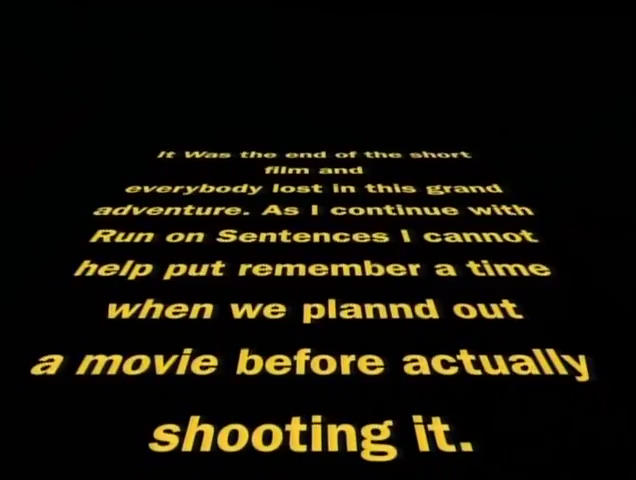 It Was the end of the short
film and
everybody lost in this grand
adventure. As I continue with
Run on Sentences I cannot
help put remember a time
when we plannd out
a movie before actually
shooting it.